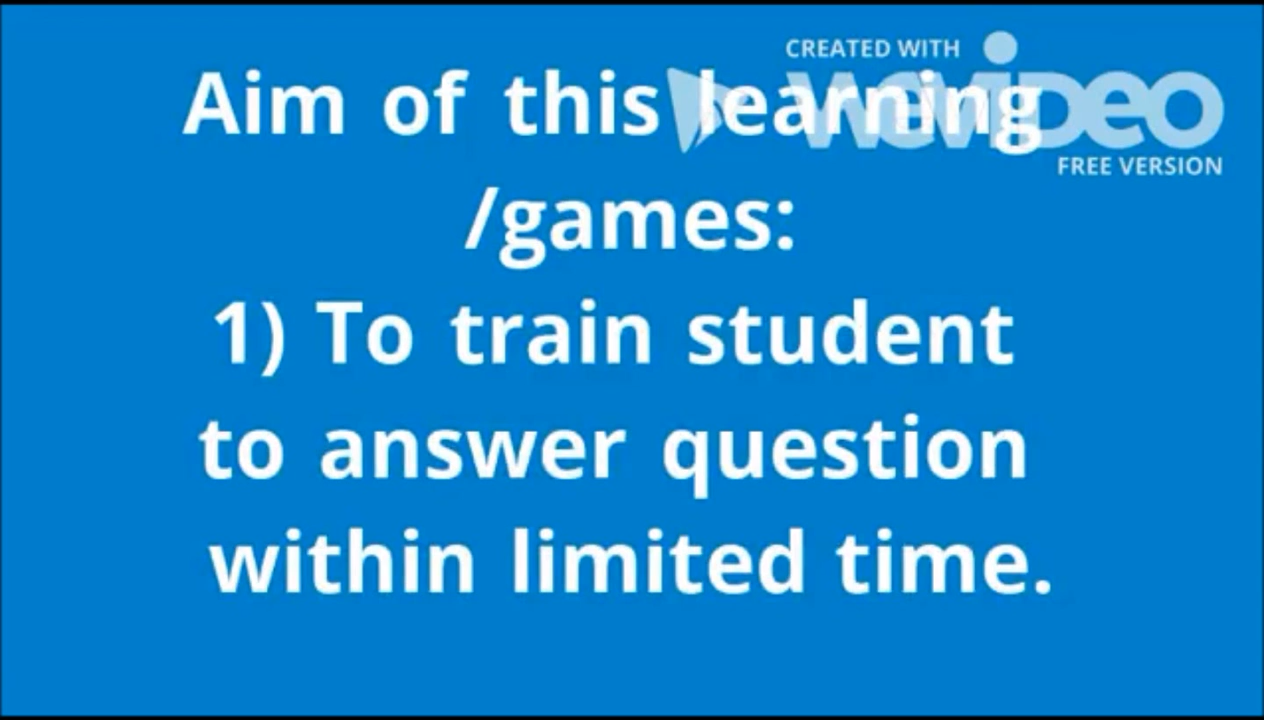 CREATED WITH
wevideo
FREE VERSION
Aim of this learning
/games:
1) To train student
to answer question
within limited time.